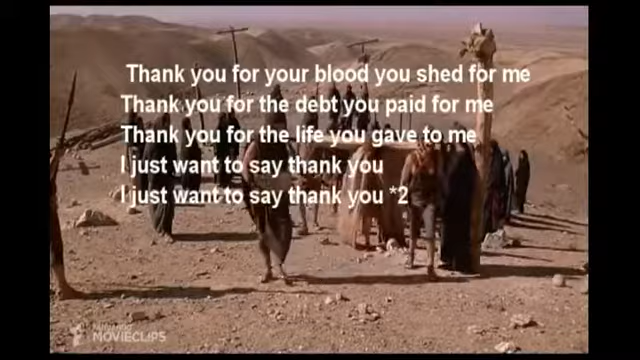 Thank you for your blood you shed for me
Thank you for the debt you paid for me
Thank you for the life you gave to me
I just want to say thank you
I just want to say thank you *2
MOVIECLIPS